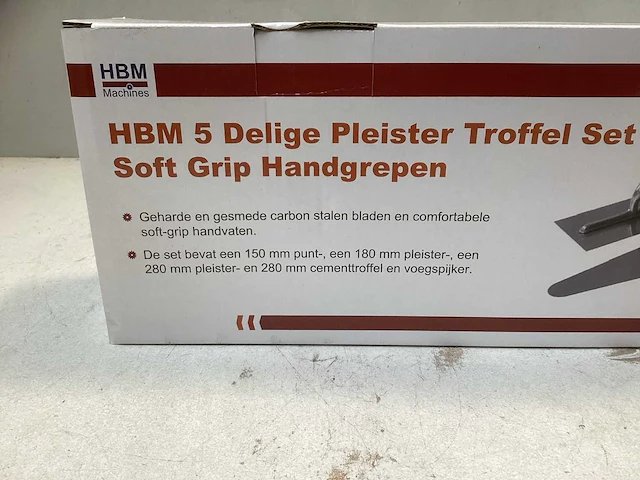 HBM
Machines
HBM 5 Delige Pleister Troffel Set
Soft Grip Handgrepen
Geharde en gesmede carbon stalen bladen en comfortabele
soft-grip handvaten.
De set bevat een 150 mm punt-, een 180 mm pleister-, een
280 mm pleister- en 280 mm cementtroffel en voegspijker.